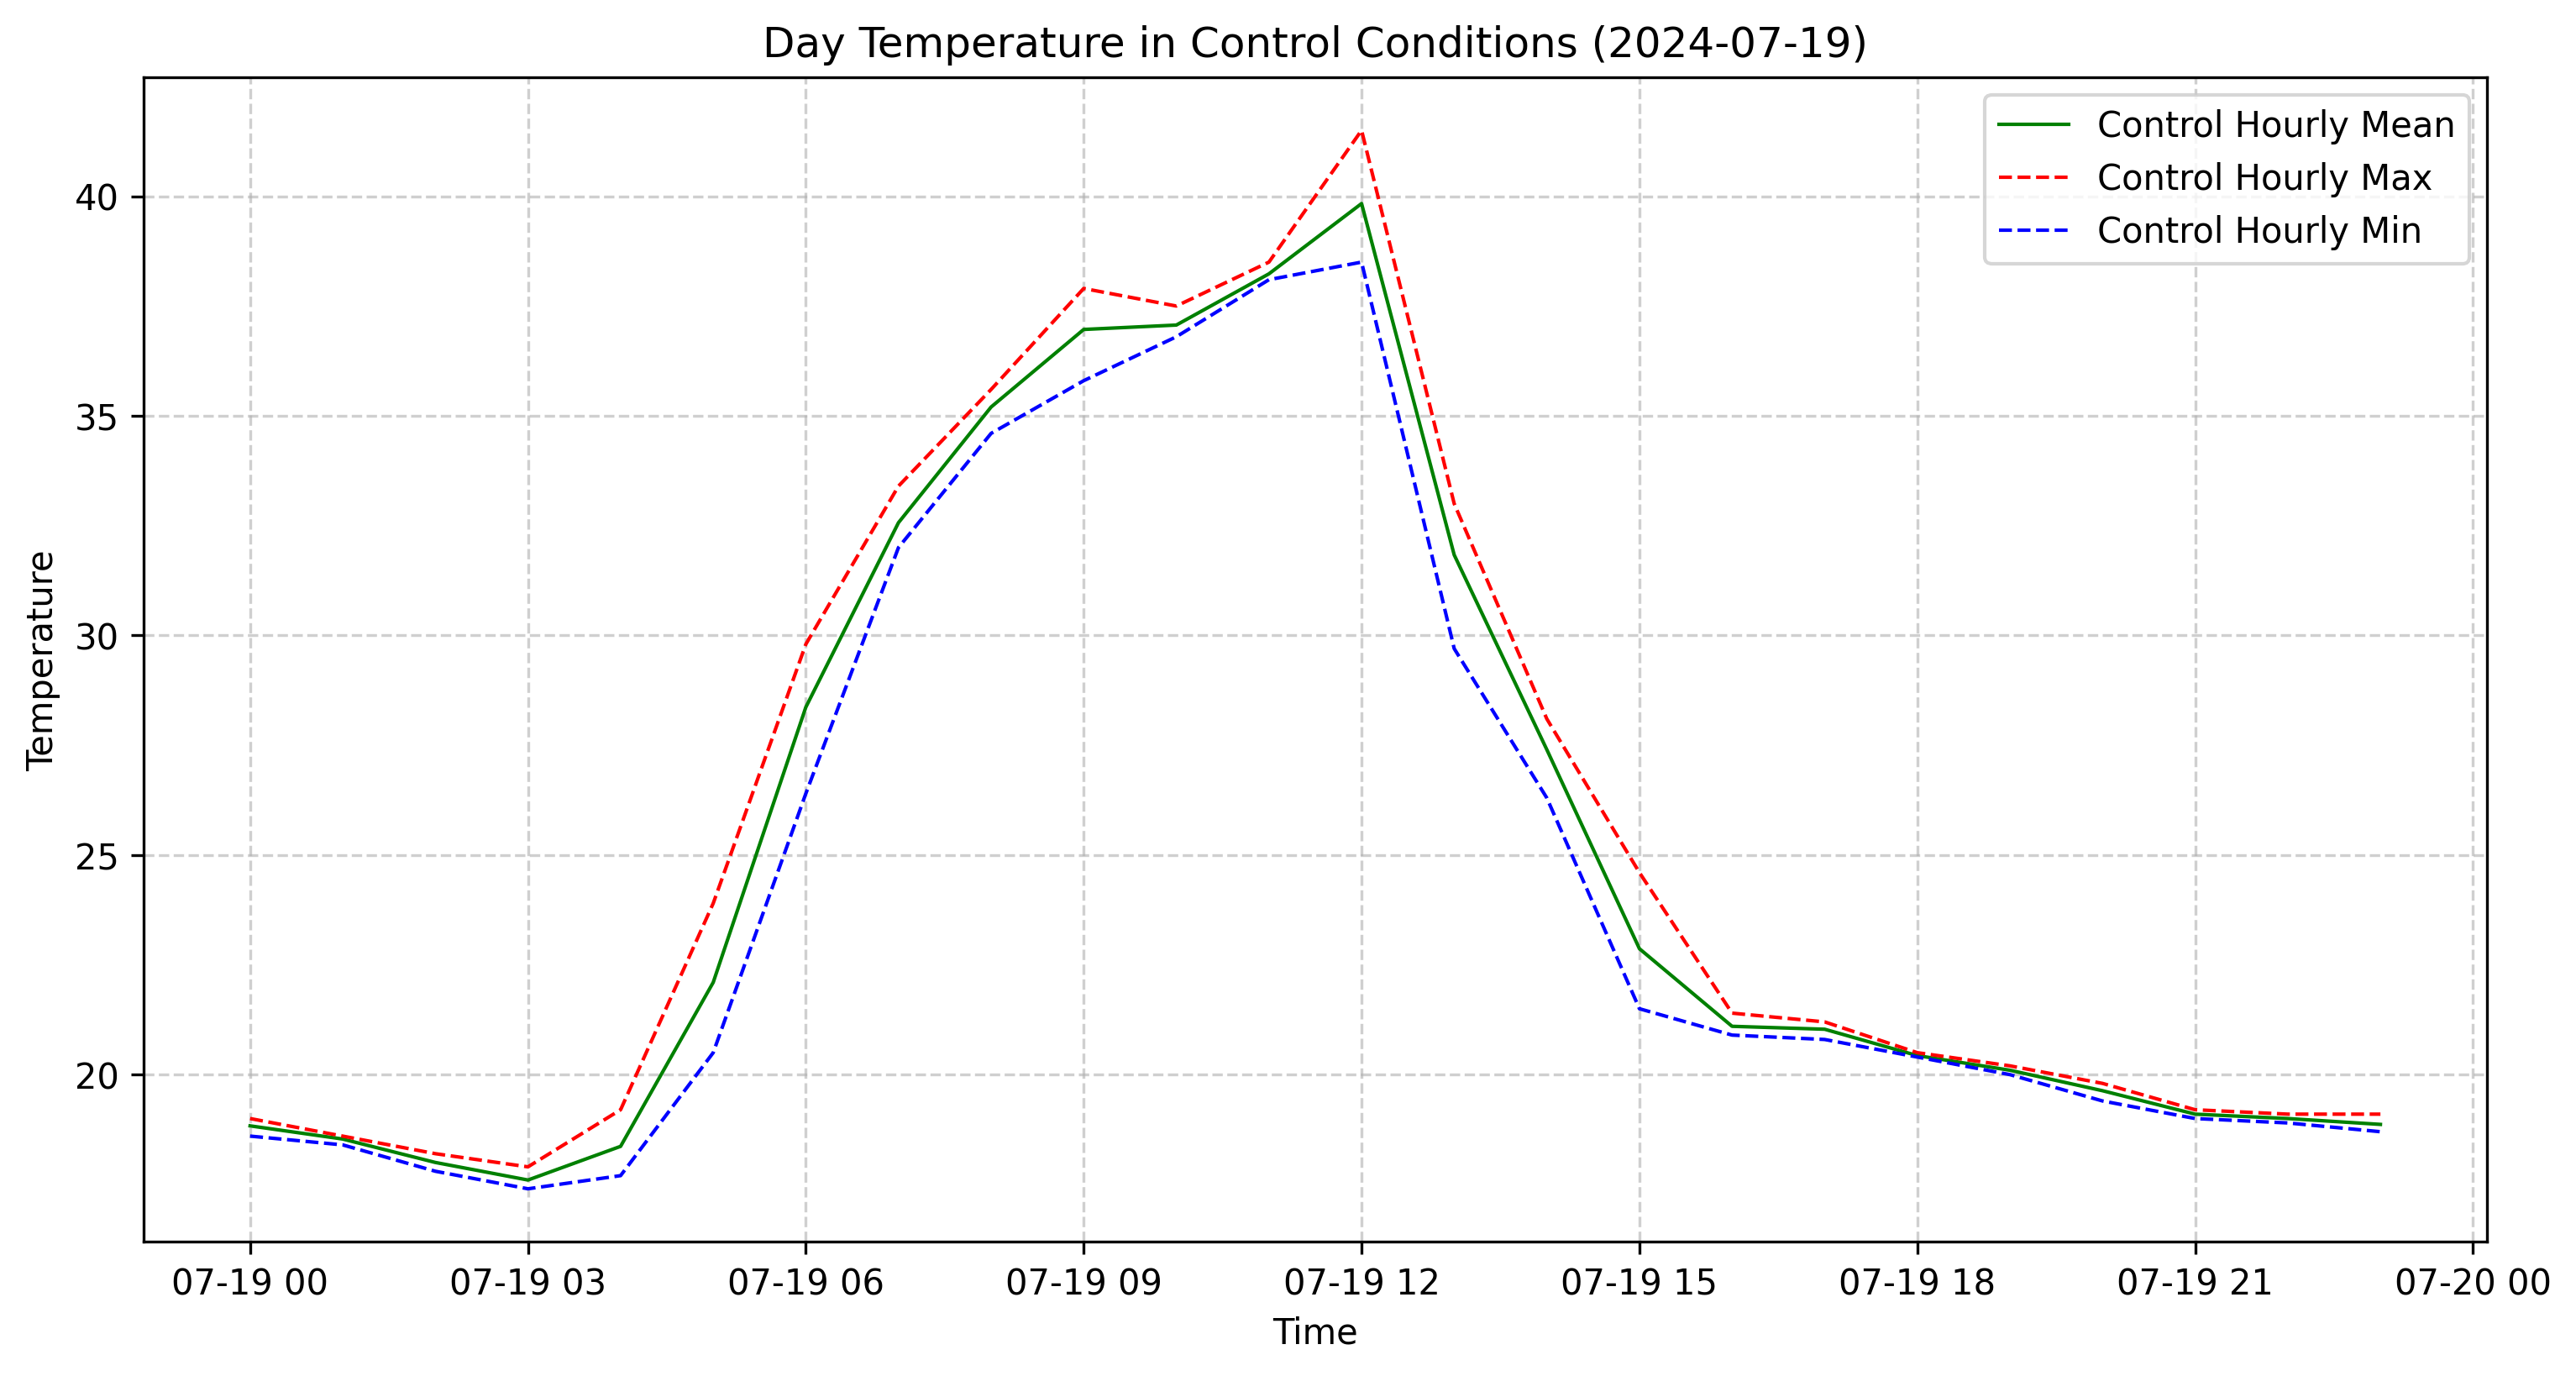 Day Temperature in Control Conditions (2024-07-19)
Control Hourly Mean
Control Hourly Max
Control Hourly Min
Temperature
40
35
30
25
20
07-19 00
07-19 03
07-19 06
07-19 09
07-19 12
07-19 15
07-19 18
07-19 21
07-20 00
Time